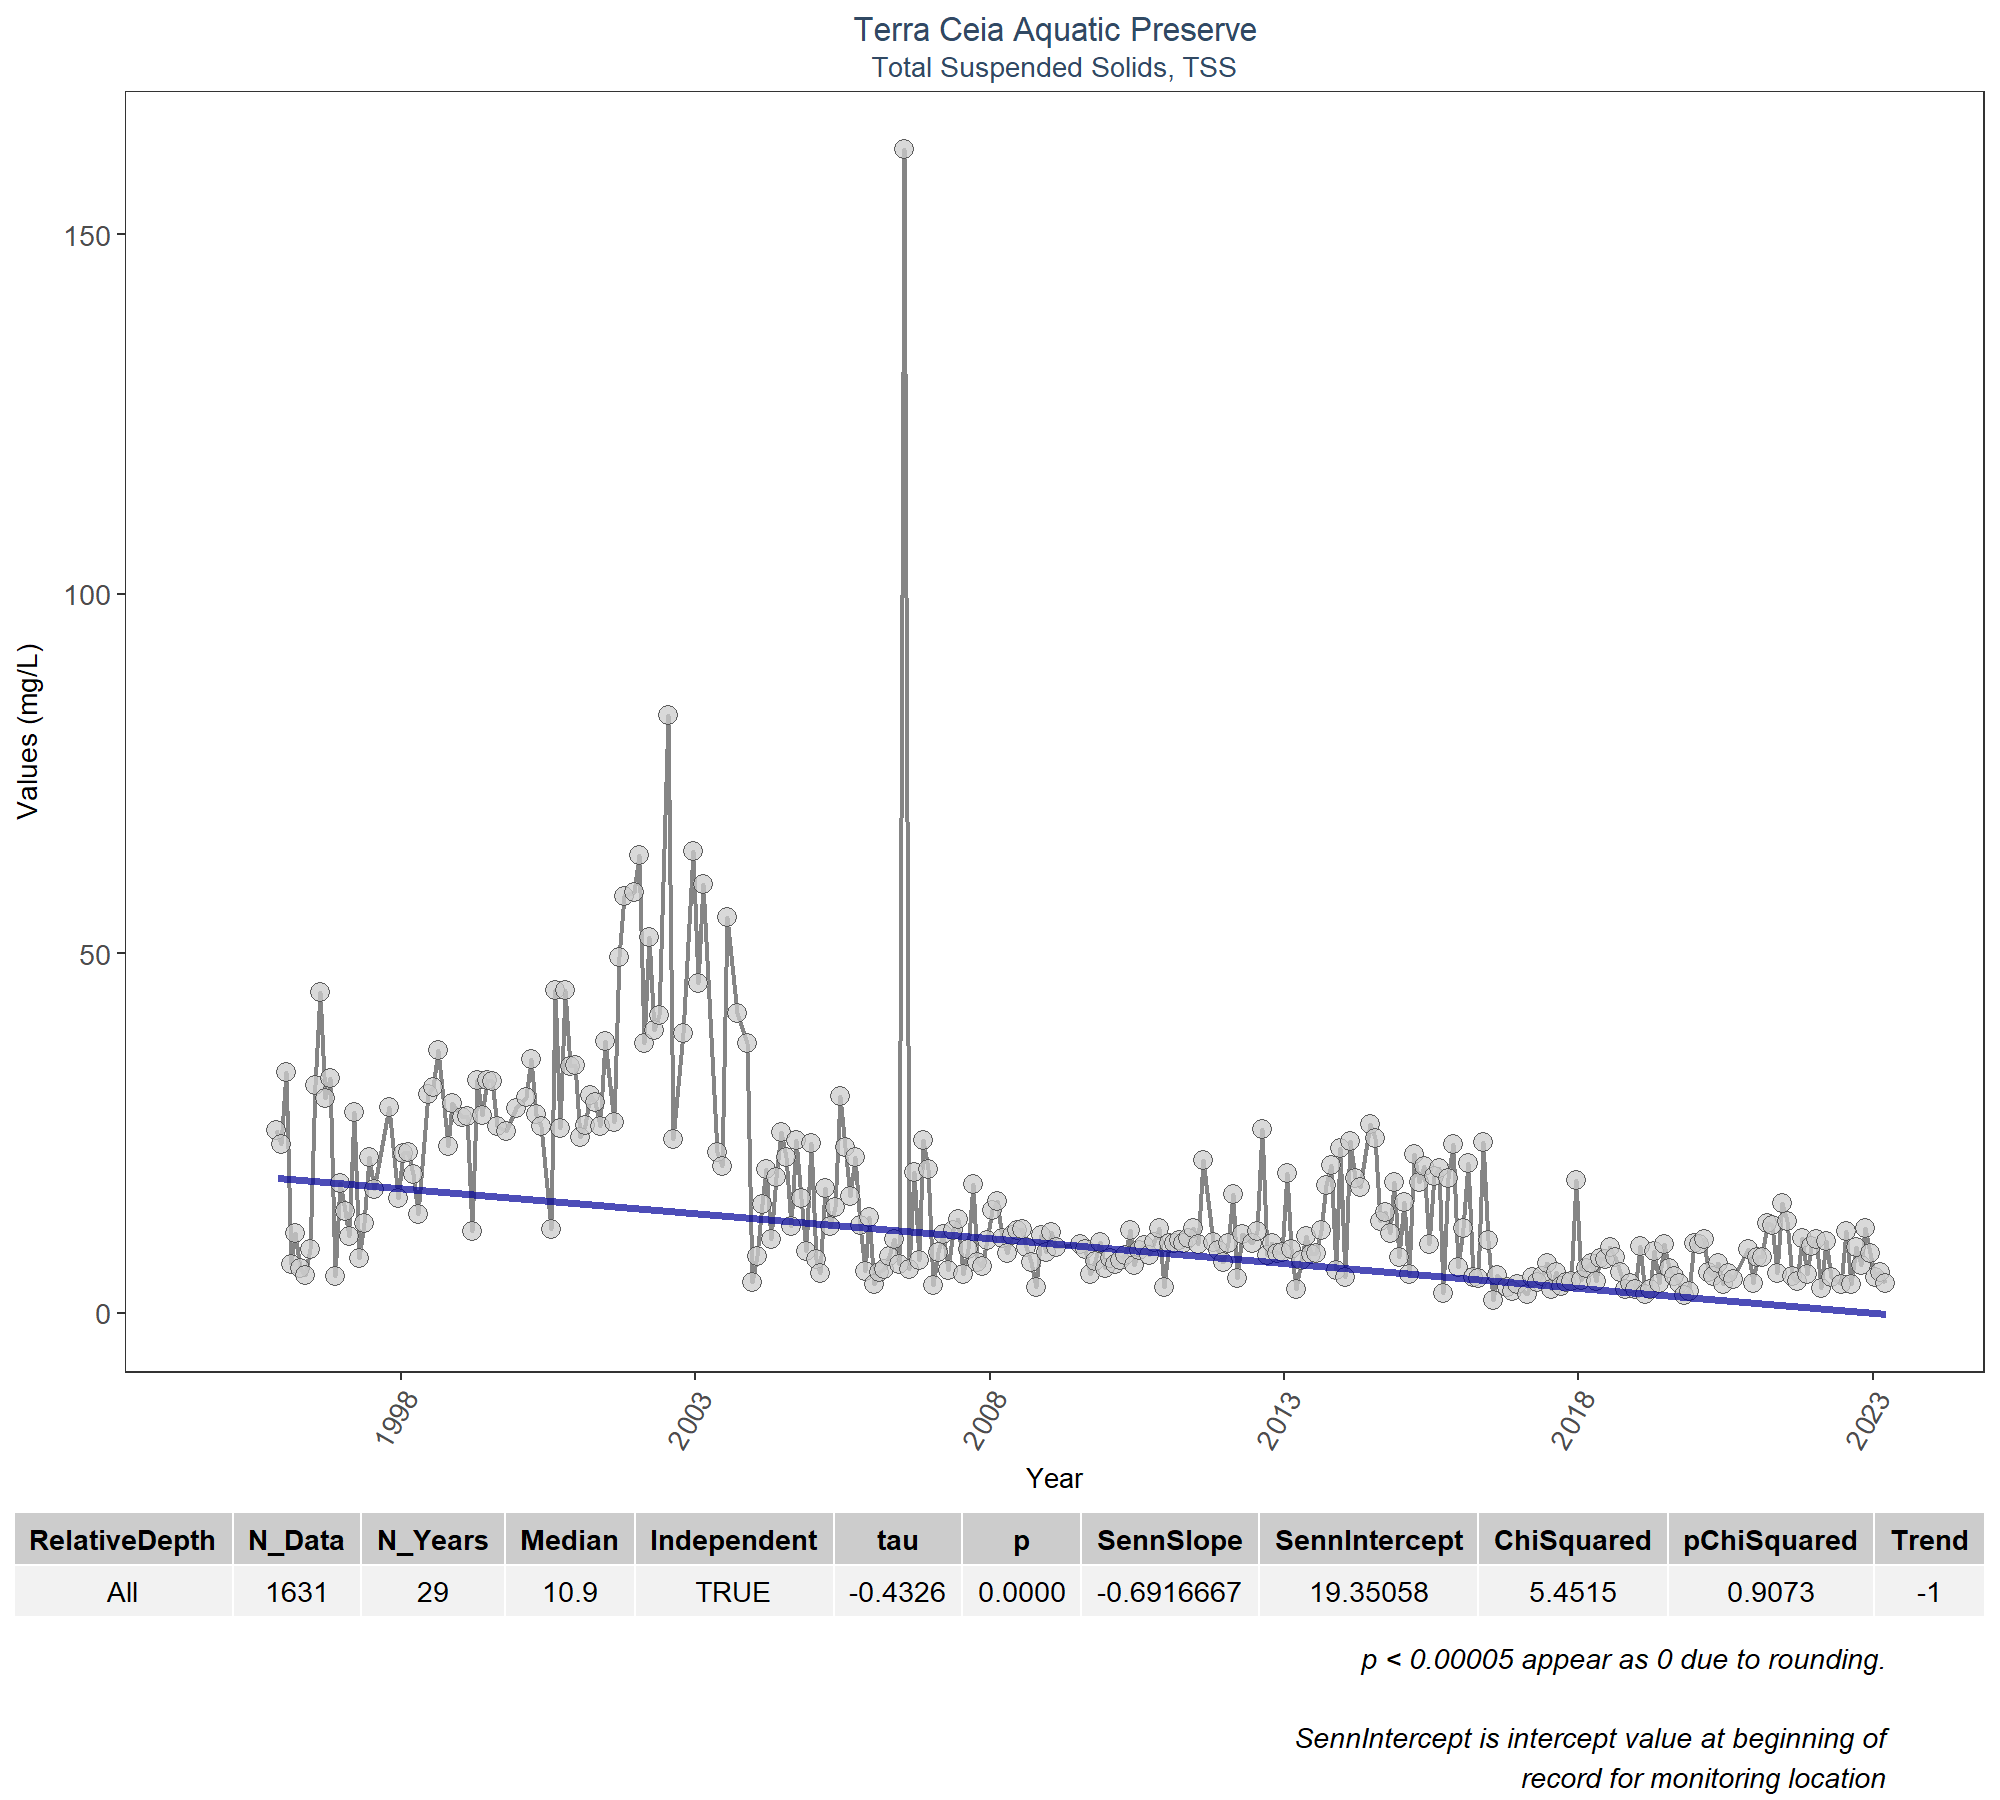 Terra Ceia Aquatic Preserve
Total Suspended Solids, TSS
Values (mg/L)
150
100
50
0
1998 2003 2008 2013 2018 2023
Year
RelativeDepth N_Data N_Years Median Independent tau p SennSlope SennIntercept ChiSquared pChiSquared Trend
All 1631 29 10.9 TRUE -0.4326 0.0000 -0.6916667 19.35058 5.4515 0.9073 -1
p < 0.00005 appear as 0 due to rounding.
SennIntercept is intercept value at beginning of
record for monitoring location